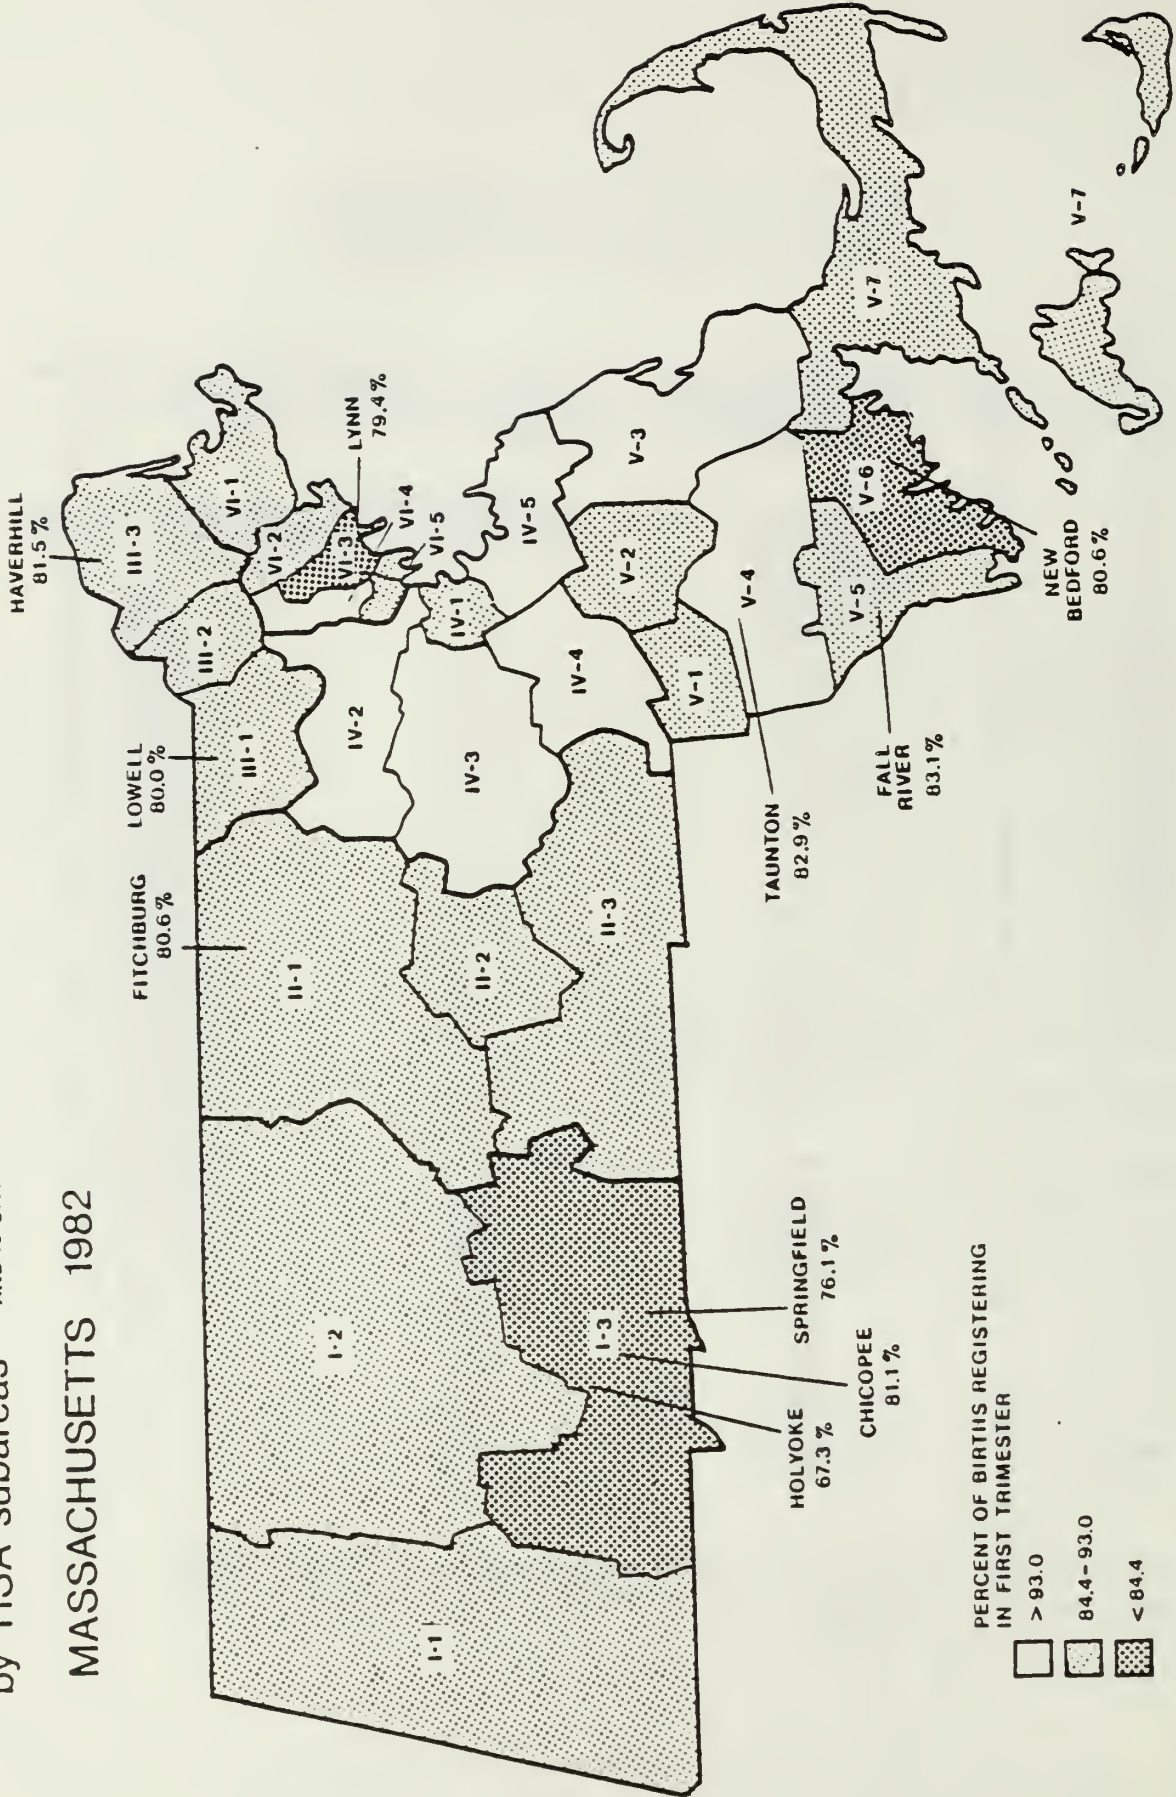 by HSA subareas
MASSACHUSETTS 1982
HAVERHILL
81.5%
LOWELL
80.0%
FITCHBURG
80.6%
LYNN
79.4%
III-3
VI-1
III-2
VI-2
VI-3
VI-4
VI-5
III-1
IV-2
IV-1
IV-5
II-1
IV-3
IV-4
V-2
V-3
I-2
II-2
V-1
V-4
I-1
II-3
V-5
V-6
V-7
V-7
I-3
HOLYOKE
67.3%
SPRINGFIELD
76.1%
CHICOPEE
81.1%
TAUNTON
82.9%
FALL
RIVER
83.1%
NEW
BEDFORD
80.6%
PERCENT OF BIRTHS REGISTERING
IN FIRST TRIMESTER
> 93.0
84.4-93.0
< 84.4